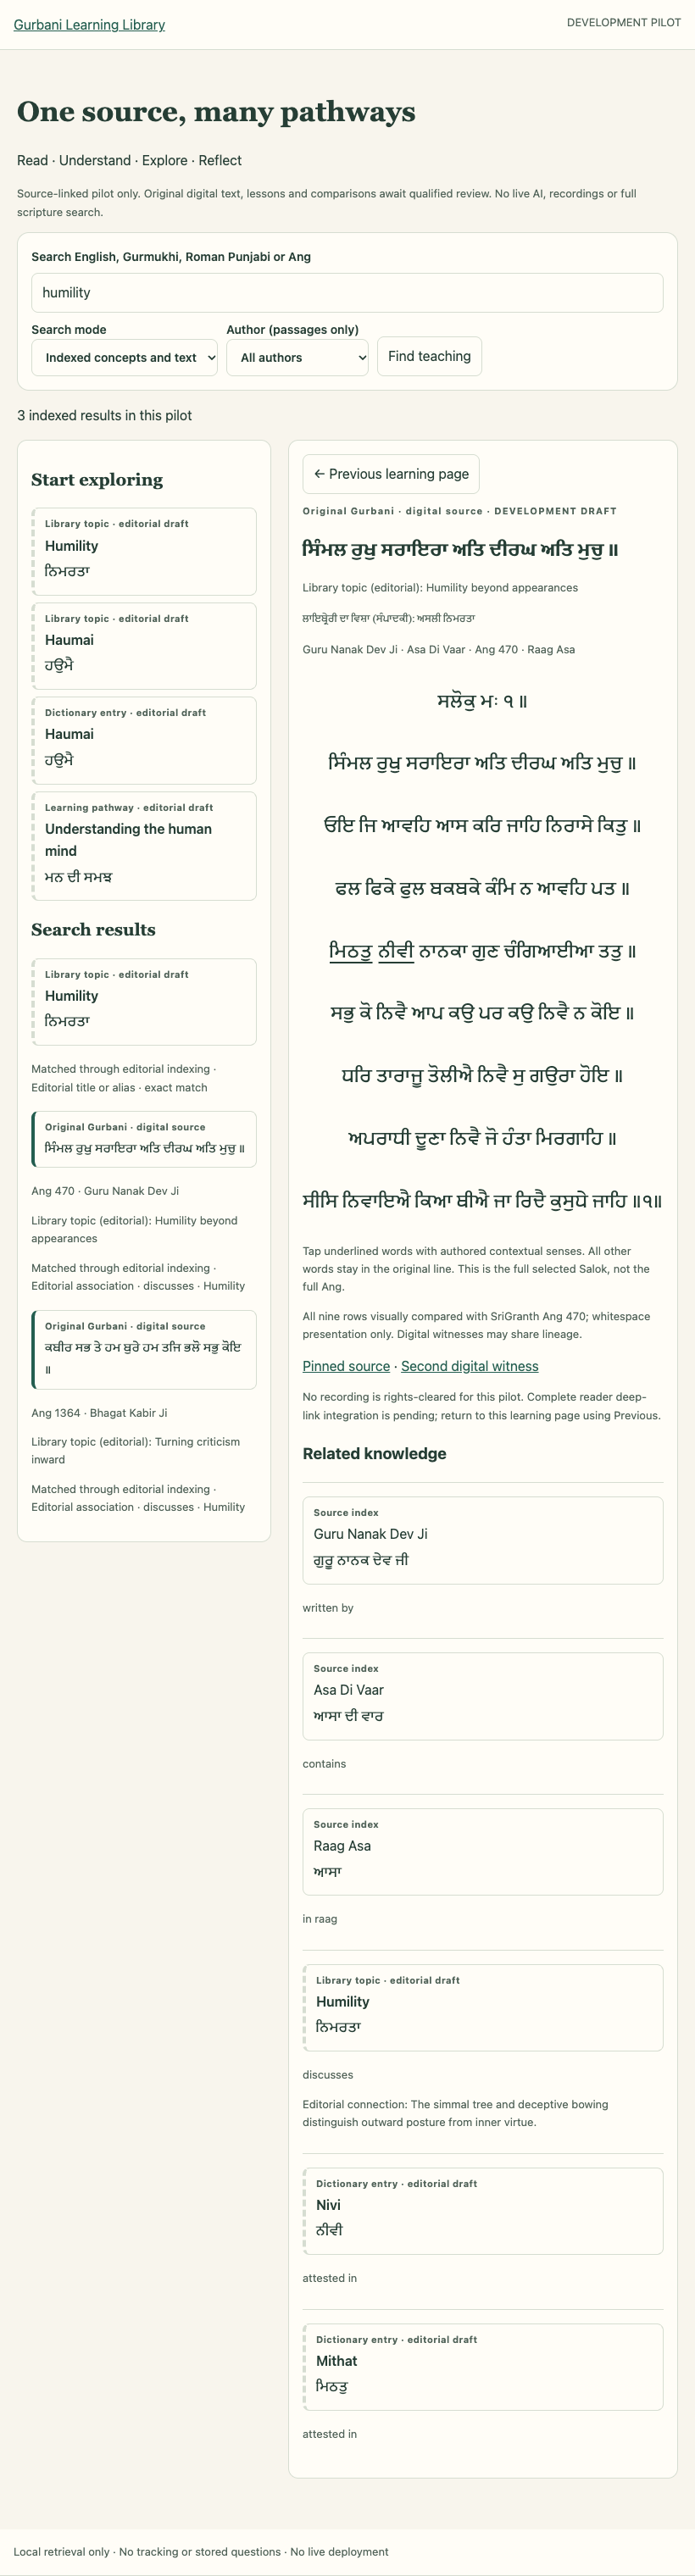 Gurbani Learning Library
DEVELOPMENT PILOT
One source, many pathways
Read · Understand · Explore · Reflect
Source-linked pilot only. Original digital text, lessons and comparisons await qualified review. No live AI, recordings or full
scripture search.
Search English, Gurmukhi, Roman Punjabi or Ang
humility
Search mode
Author (passages only)
Indexed concepts and text
All authors
Find teaching
3 indexed results in this pilot
Start exploring
Library topic · editorial draft
Humility
ਨਿਮਰਤਾ
Library topic · editorial draft
Haumai
ਹਉਮੈ
Dictionary entry · editorial draft
Haumai
ਹਉਮੈ
Learning pathway · editorial draft
Understanding the human
mind
ਮਨ ਦੀ ਸਮਝ
Search results
Library topic · editorial draft
Humility
ਨਿਮਰਤਾ
Matched through editorial indexing ·
Editorial title or alias · exact match
Original Gurbani · digital source
ਸਿੰਮਲ ਰੁਖੁ ਸਰਾਇਰਾ ਅਤਿ ਦੀਰਘ ਅਤਿ ਮੁਚੁ ॥
Ang 470 · Guru Nanak Dev Ji
Library topic (editorial): Humility beyond
appearances
Matched through editorial indexing ·
Editorial association · discusses · Humility
Original Gurbani · digital source
ਕਬੀਰ ਸਭ ਤੇ ਹਮ ਬੁਰੇ ਹਮ ਤਜਿ ਭਲੋ ਸਭੁ ਕੋਇ
॥
Ang 1364 · Bhagat Kabir Ji
Library topic (editorial): Turning criticism
inward
Matched through editorial indexing ·
Editorial association · discusses · Humility
← Previous learning page
Original Gurbani · digital source · DEVELOPMENT DRAFT
ਸਿੰਮਲ ਰੁਖੁ ਸਰਾਇਰਾ ਅਤਿ ਦੀਰਘ ਅਤਿ ਮੁਚੁ ॥
Library topic (editorial): Humility beyond appearances
ਲਾਇਬ੍ਰੇਰੀ ਦਾ ਵਿਸ਼ਾ (ਸੰਪਾਦਕੀ): ਅਸਲੀ ਨਿਮਰਤਾ
Guru Nanak Dev Ji · Asa Di Vaar · Ang 470 · Raag Asa
ਸਲੋਕੁ ਮਃ ੧ ॥
ਸਿੰਮਲ ਰੁਖੁ ਸਰਾਇਰਾ ਅਤਿ ਦੀਰਘ ਅਤਿ ਮੁਚੁ ॥
ਓਇ ਜਿ ਆਵਹਿ ਆਸ ਕਰਿ ਜਾਹਿ ਨਿਰਾਸੇ ਕਿਤੁ ॥
ਫਲ ਫਿਕੇ ਫੁਲ ਬਕਬਕੇ ਕੰਮਿ ਨ ਆਵਹਿ ਪਤ ॥
ਮਿਠਤੁ ਨੀਵੀ ਨਾਨਕਾ ਗੁਣ ਚੰਗਿਆਈਆ ਤਤੁ ॥
ਸਭੁ ਕੋ ਨਿਵੈ ਆਪ ਕਉ ਪਰ ਕਉ ਨਿਵੈ ਨ ਕੋਇ ॥
ਧਰਿ ਤਾਰਾਜੂ ਤੋਲੀਐ ਨਿਵੈ ਸੁ ਗਉਰਾ ਹੋਇ ॥
ਅਪਰਾਧੀ ਦੂਣਾ ਨਿਵੈ ਜੋ ਹੰਤਾ ਮਿਰਗਾਹਿ ॥
ਸੀਸਿ ਨਿਵਾਇਐ ਕਿਆ ਥੀਐ ਜਾ ਰਿਦੈ ਕੁਸੁਧੇ ਜਾਹਿ ॥੧॥
Tap underlined words with authored contextual senses. All other
words stay in the original line. This is the full selected Salok, not the
full Ang.
All nine rows visually compared with SriGranth Ang 470; whitespace
presentation only. Digital witnesses may share lineage.
Pinned source · Second digital witness
No recording is rights-cleared for this pilot. Complete reader deep-
link integration is pending; return to this learning page using Previous.
Related knowledge
Source index
Guru Nanak Dev Ji
ਗੁਰੂ ਨਾਨਕ ਦੇਵ ਜੀ
written by
Source index
Asa Di Vaar
ਆਸਾ ਦੀ ਵਾਰ
contains
Source index
Raag Asa
ਆਸਾ
in raag
Library topic · editorial draft
Humility
ਨਿਮਰਤਾ
discusses
Editorial connection: The simmal tree and deceptive bowing
distinguish outward posture from inner virtue.
Dictionary entry · editorial draft
Nivi
ਨੀਵੀ
attested in
Dictionary entry · editorial draft
Mithat
ਮਿਠਤੁ
attested in
Local retrieval only · No tracking or stored questions · No live deployment